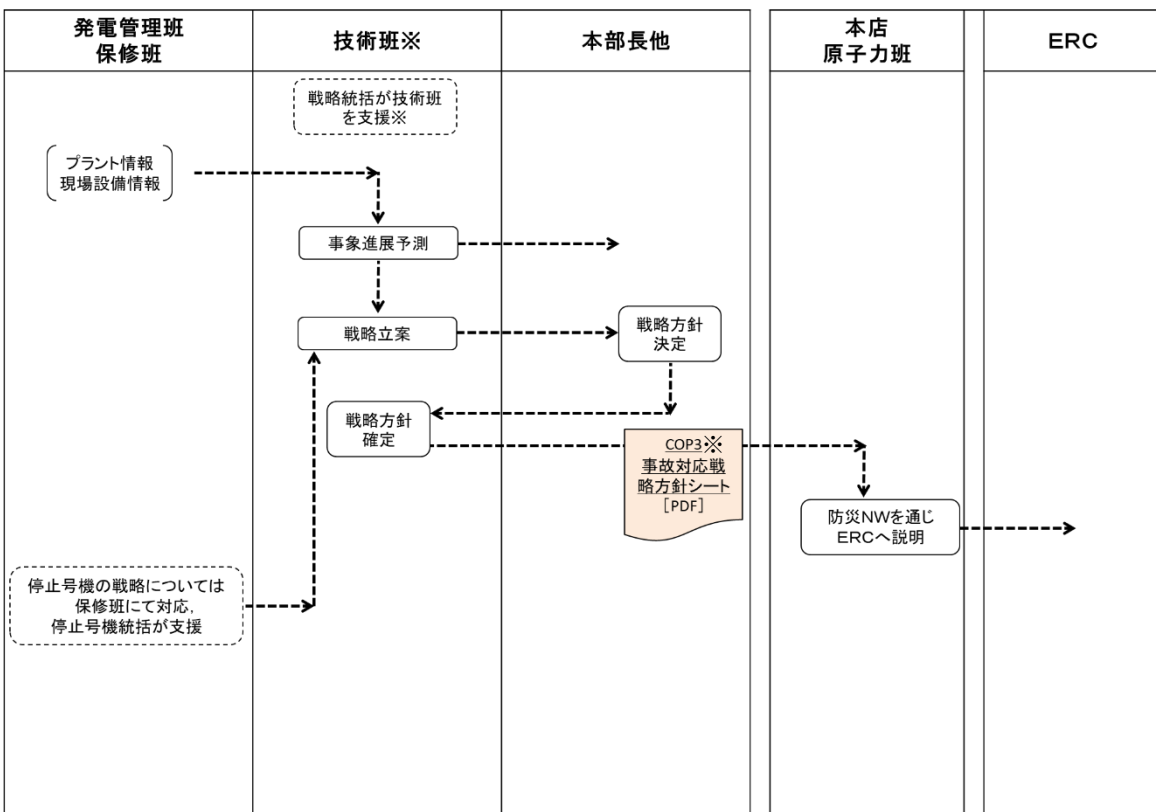 発電管理班
保修班
技術班※
本部長他
本店
原子力班
ERC
戦略統括が技術班
を支援※
プラント情報
現場設備情報
事象進展予測
戦略立案
戦略方針
決定
戦略方針
確定
COP3※
事故対応戦
略方針シート
[PDF]
防災NWを通じ
ERCへ説明
停止号機の戦略については
保修班にて対応,
停止号機統括が支援